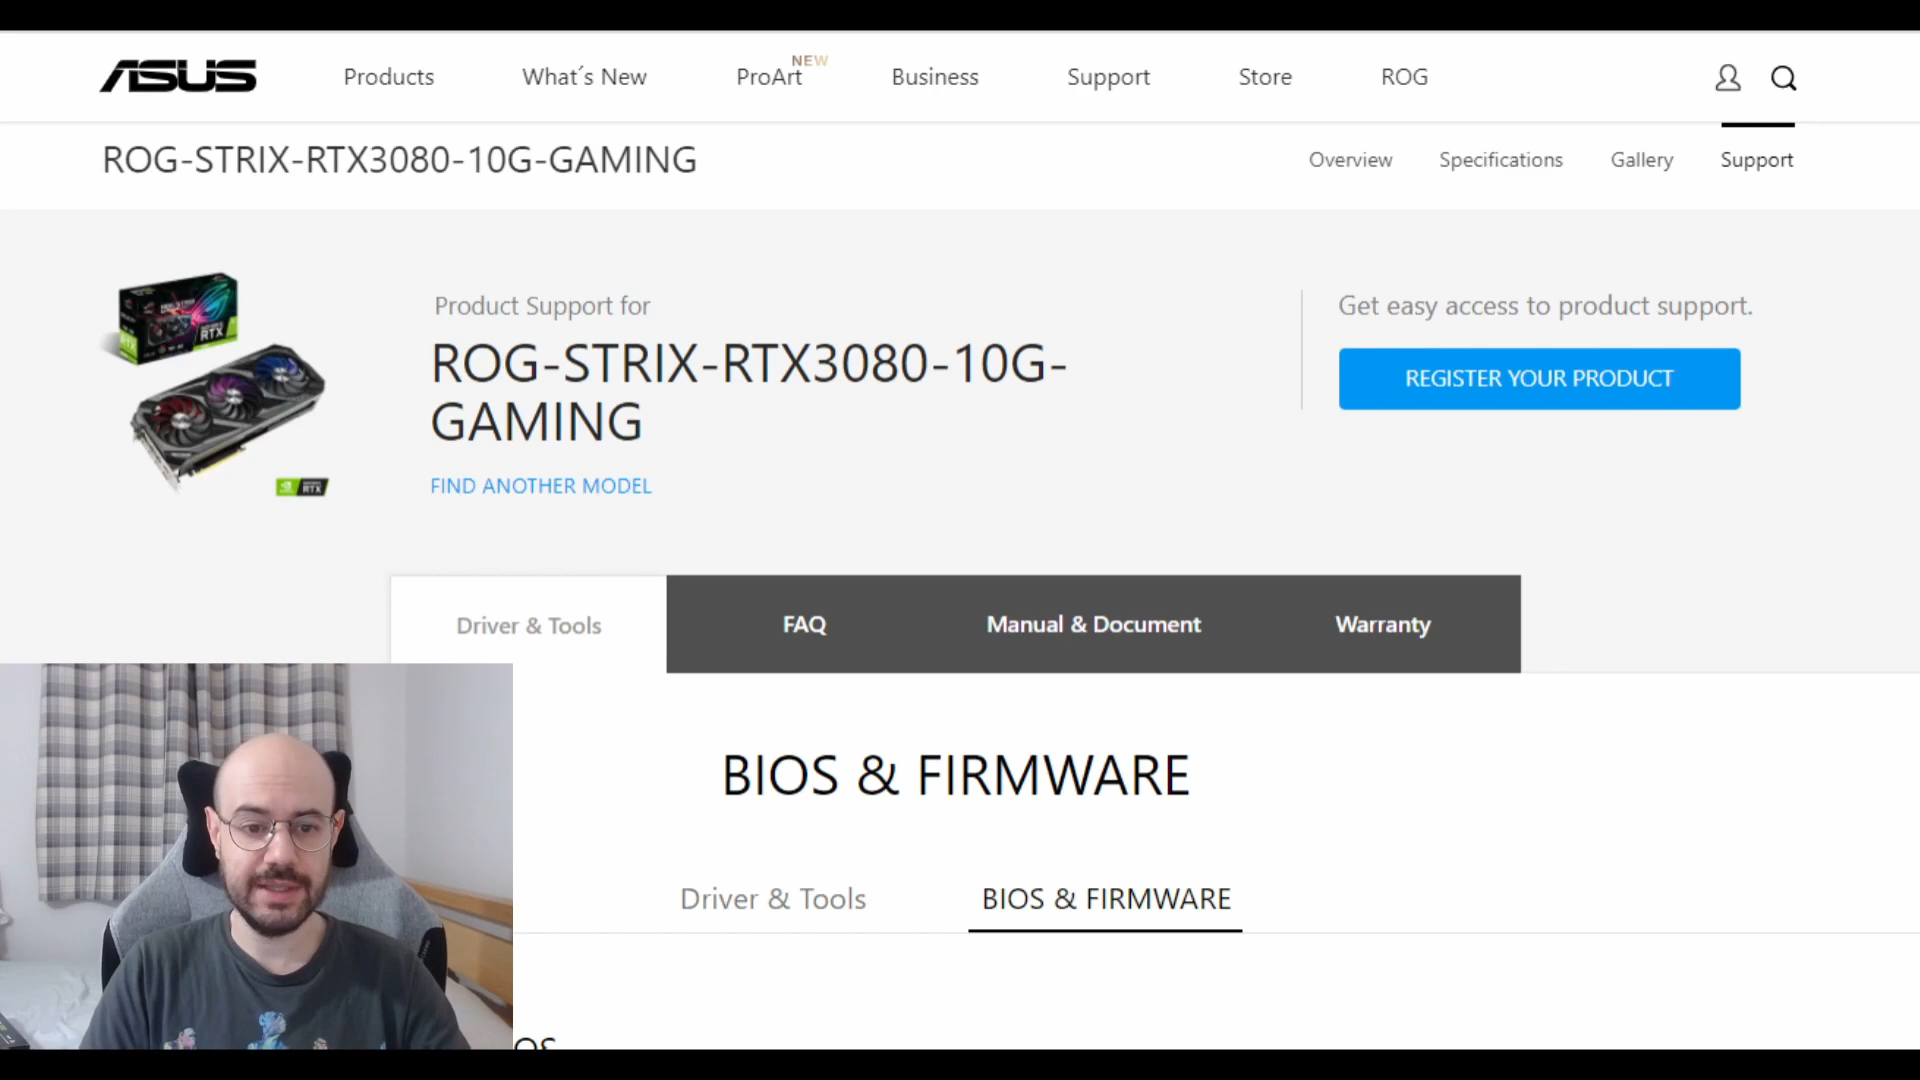 ASUS
Products
What´s New
ProArt
NEW
Business
Support
Store
ROG
ROG-STRIX-RTX3080-10G-GAMING
Overview
Specifications
Gallery
Support
Product Support for
ROG-STRIX-RTX3080-10G-
GAMING
FIND ANOTHER MODEL
Get easy access to product support.
REGISTER YOUR PRODUCT
RTX
RTX
Driver & Tools
FAQ
Manual & Document
Warranty
BIOS & FIRMWARE
Driver & Tools
BIOS & FIRMWARE